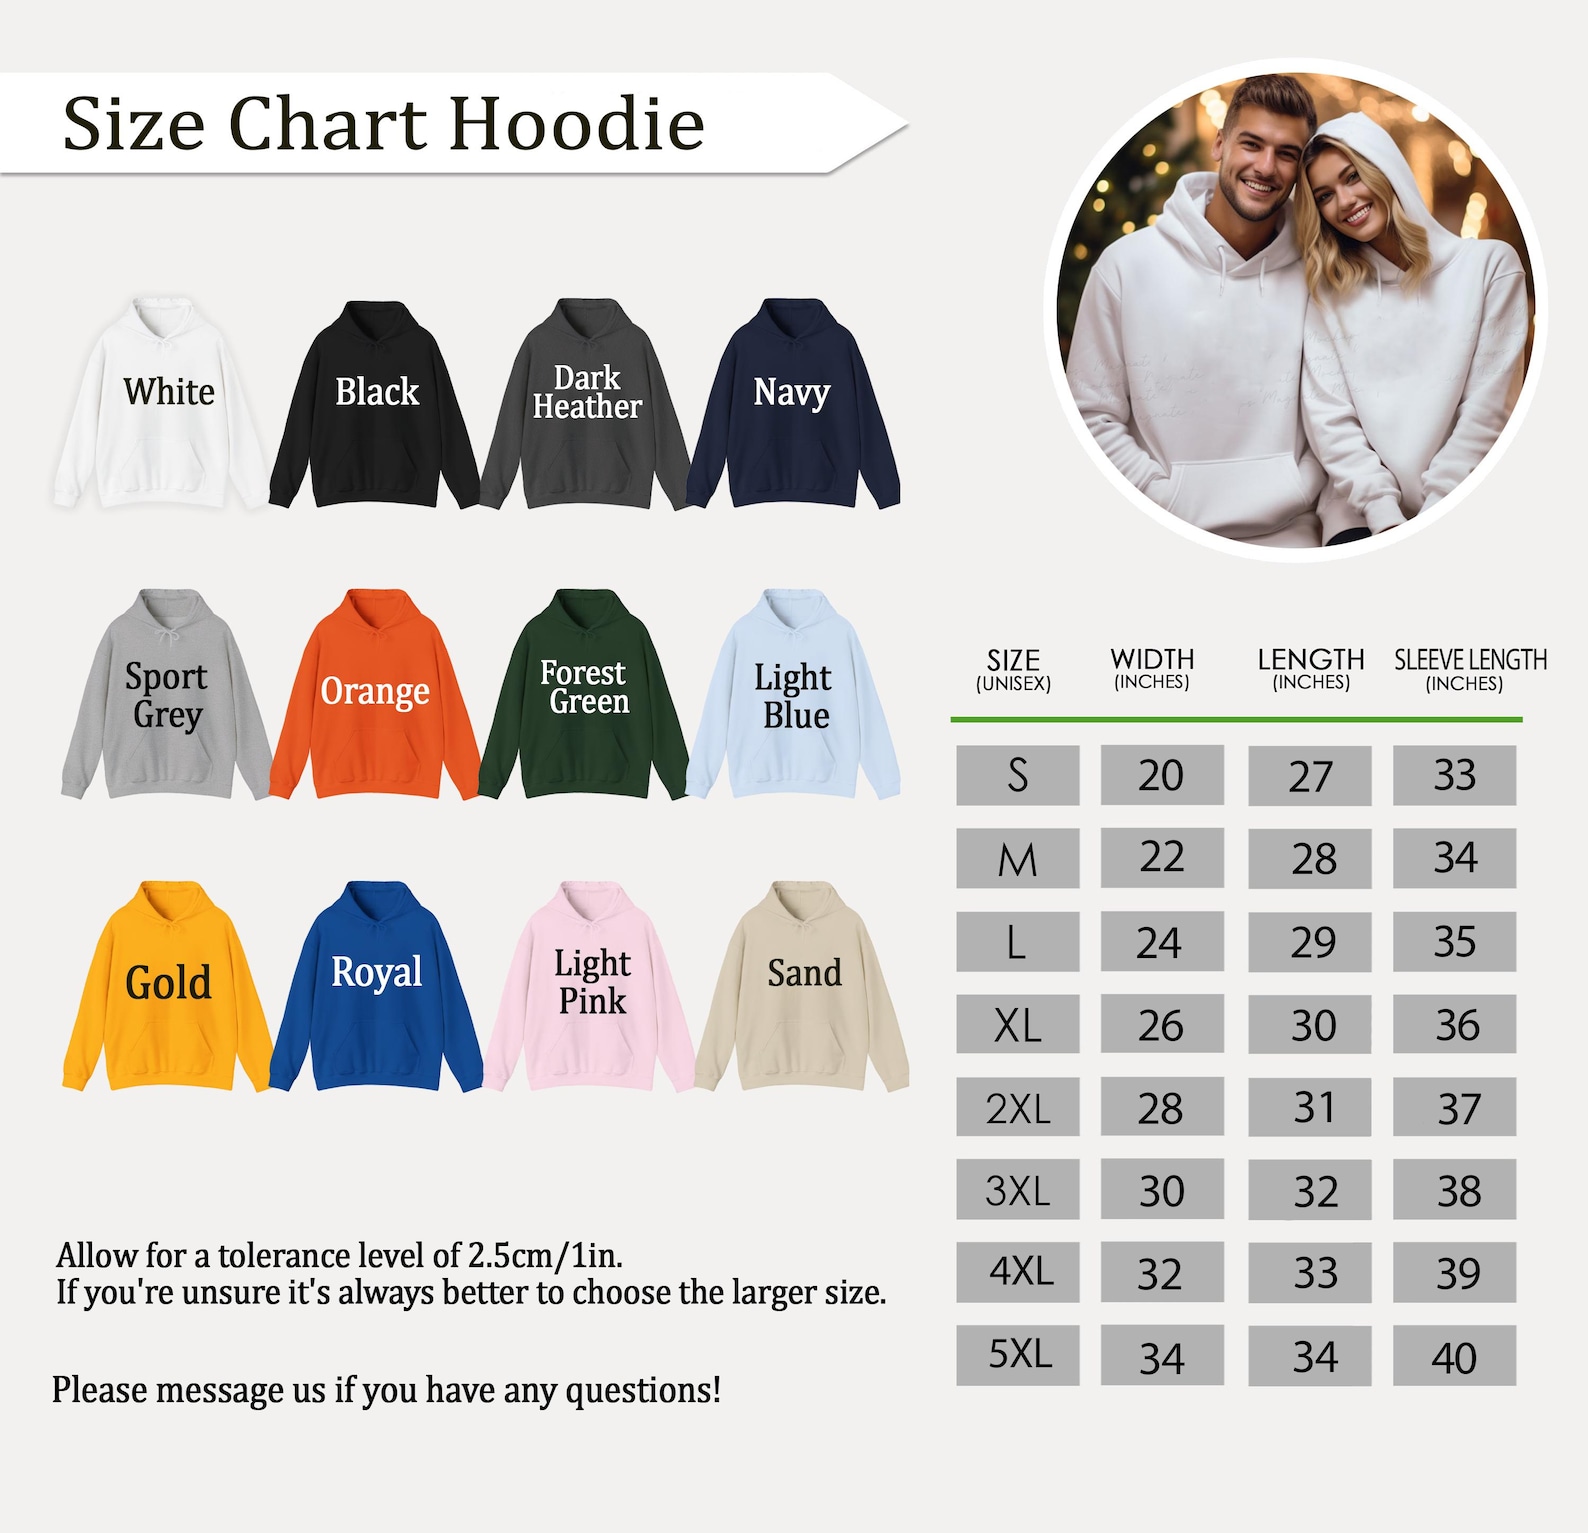 Size Chart Hoodie
White
Black
Dark
Heather
Navy
Sport
Grey
Orange
Forest
Green
Light
Blue
Gold
Royal
Light
Pink
Sand
Allow for a tolerance level of 2.5cm/1in.
If you're unsure it's always better to choose the larger size.
Please message us if you have any questions!
SIZE WIDTH LENGTH SLEEVE LENGTH
(UNISEX) (INCHES) (INCHES) (INCHES)
S 20 27 33
M 22 28 34
L 24 29 35
XL 26 30 36
2XL 28 31 37
3XL 30 32 38
4XL 32 33 39
5XL 34 34 40